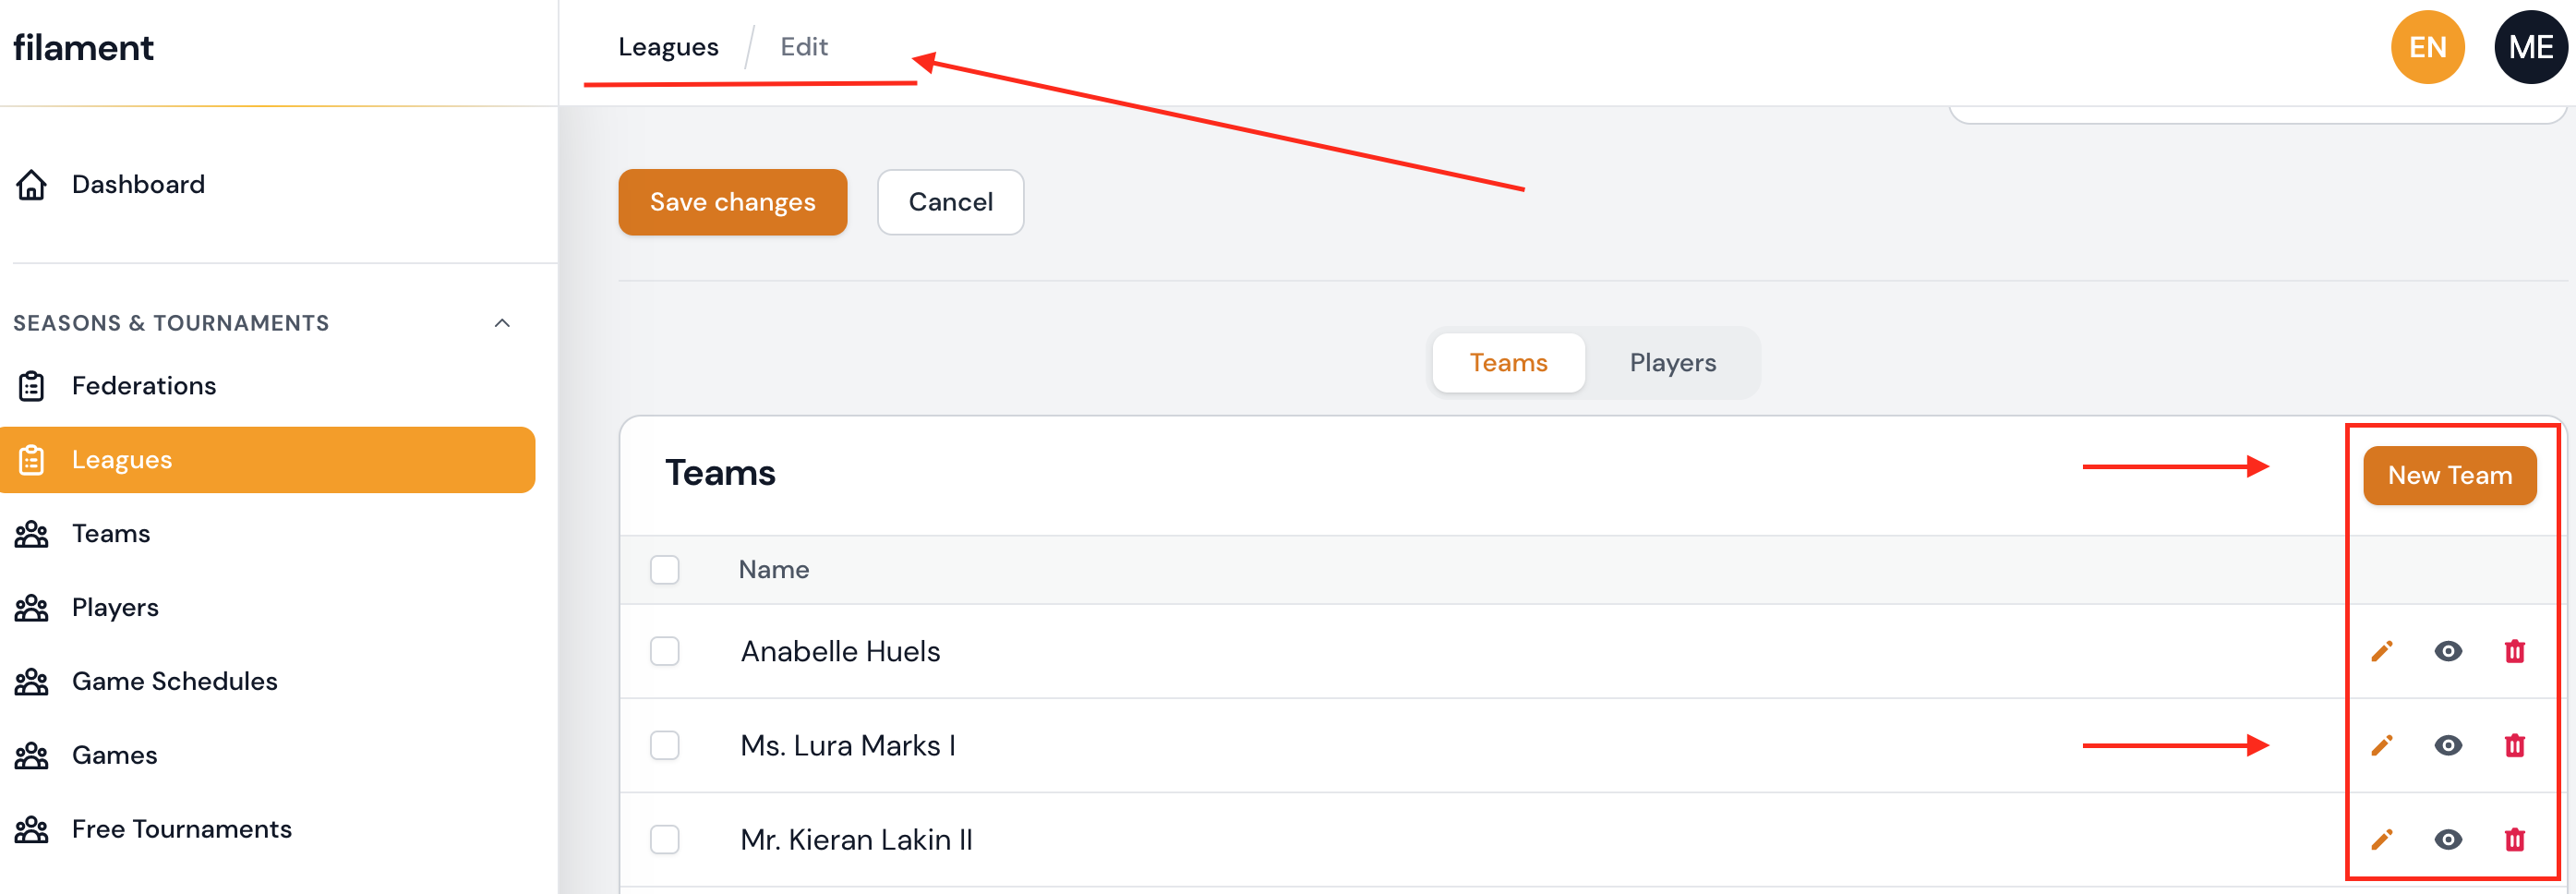 filament
Leagues / Edit
EN
ME
Dashboard
Save changes
Cancel
SEASONS & TOURNAMENTS
Federations
Leagues
Teams
Players
Game Schedules
Games
Free Tournaments
Teams
Players
Teams
New Team
Name
Anabelle Huels
Ms. Lura Marks I
Mr. Kieran Lakin II